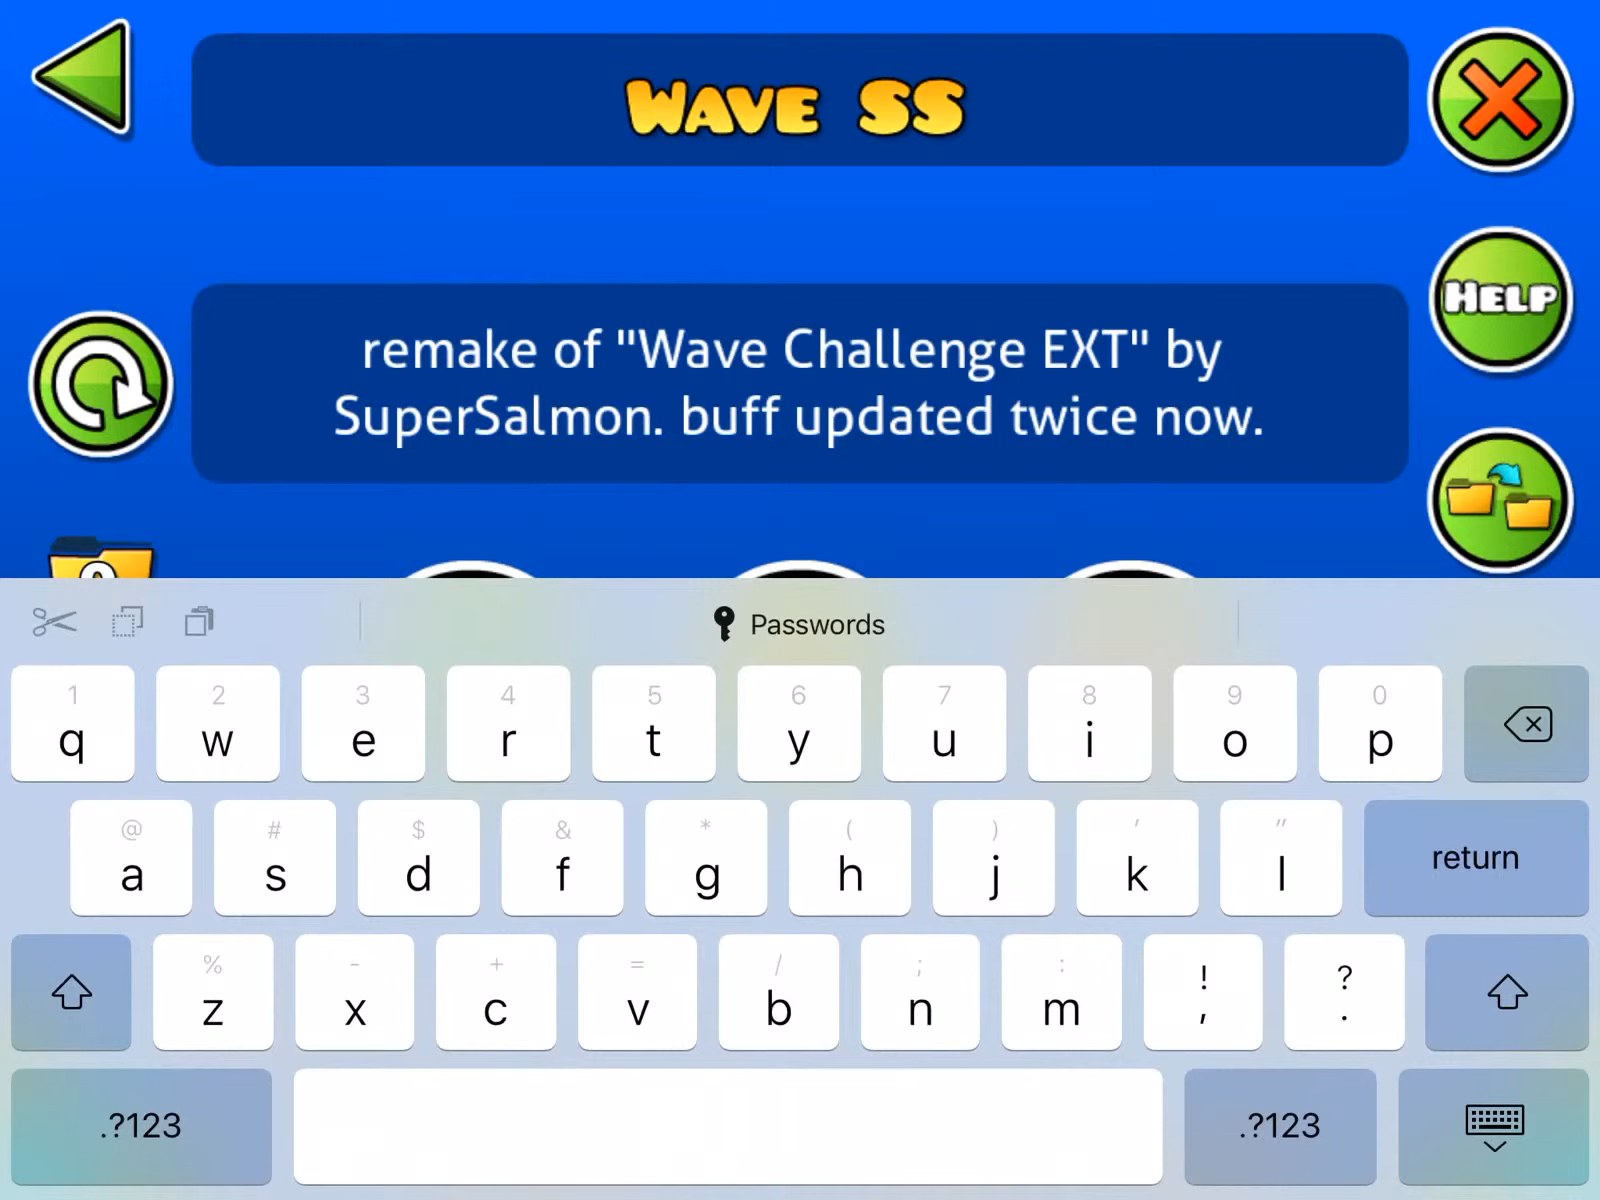 Wave SS
Help
remake of "Wave Challenge EXT" by
SuperSalmon. buff updated twice now.
0
Passwords
1 2 3 4 5 6 7 8 9 0
q w e r t y u i o p
@ # $ & * ( ) ' "
a s d f g h j k l return
% - + = / ; : ! ?
z x c v b n m , .
.?123 .?123